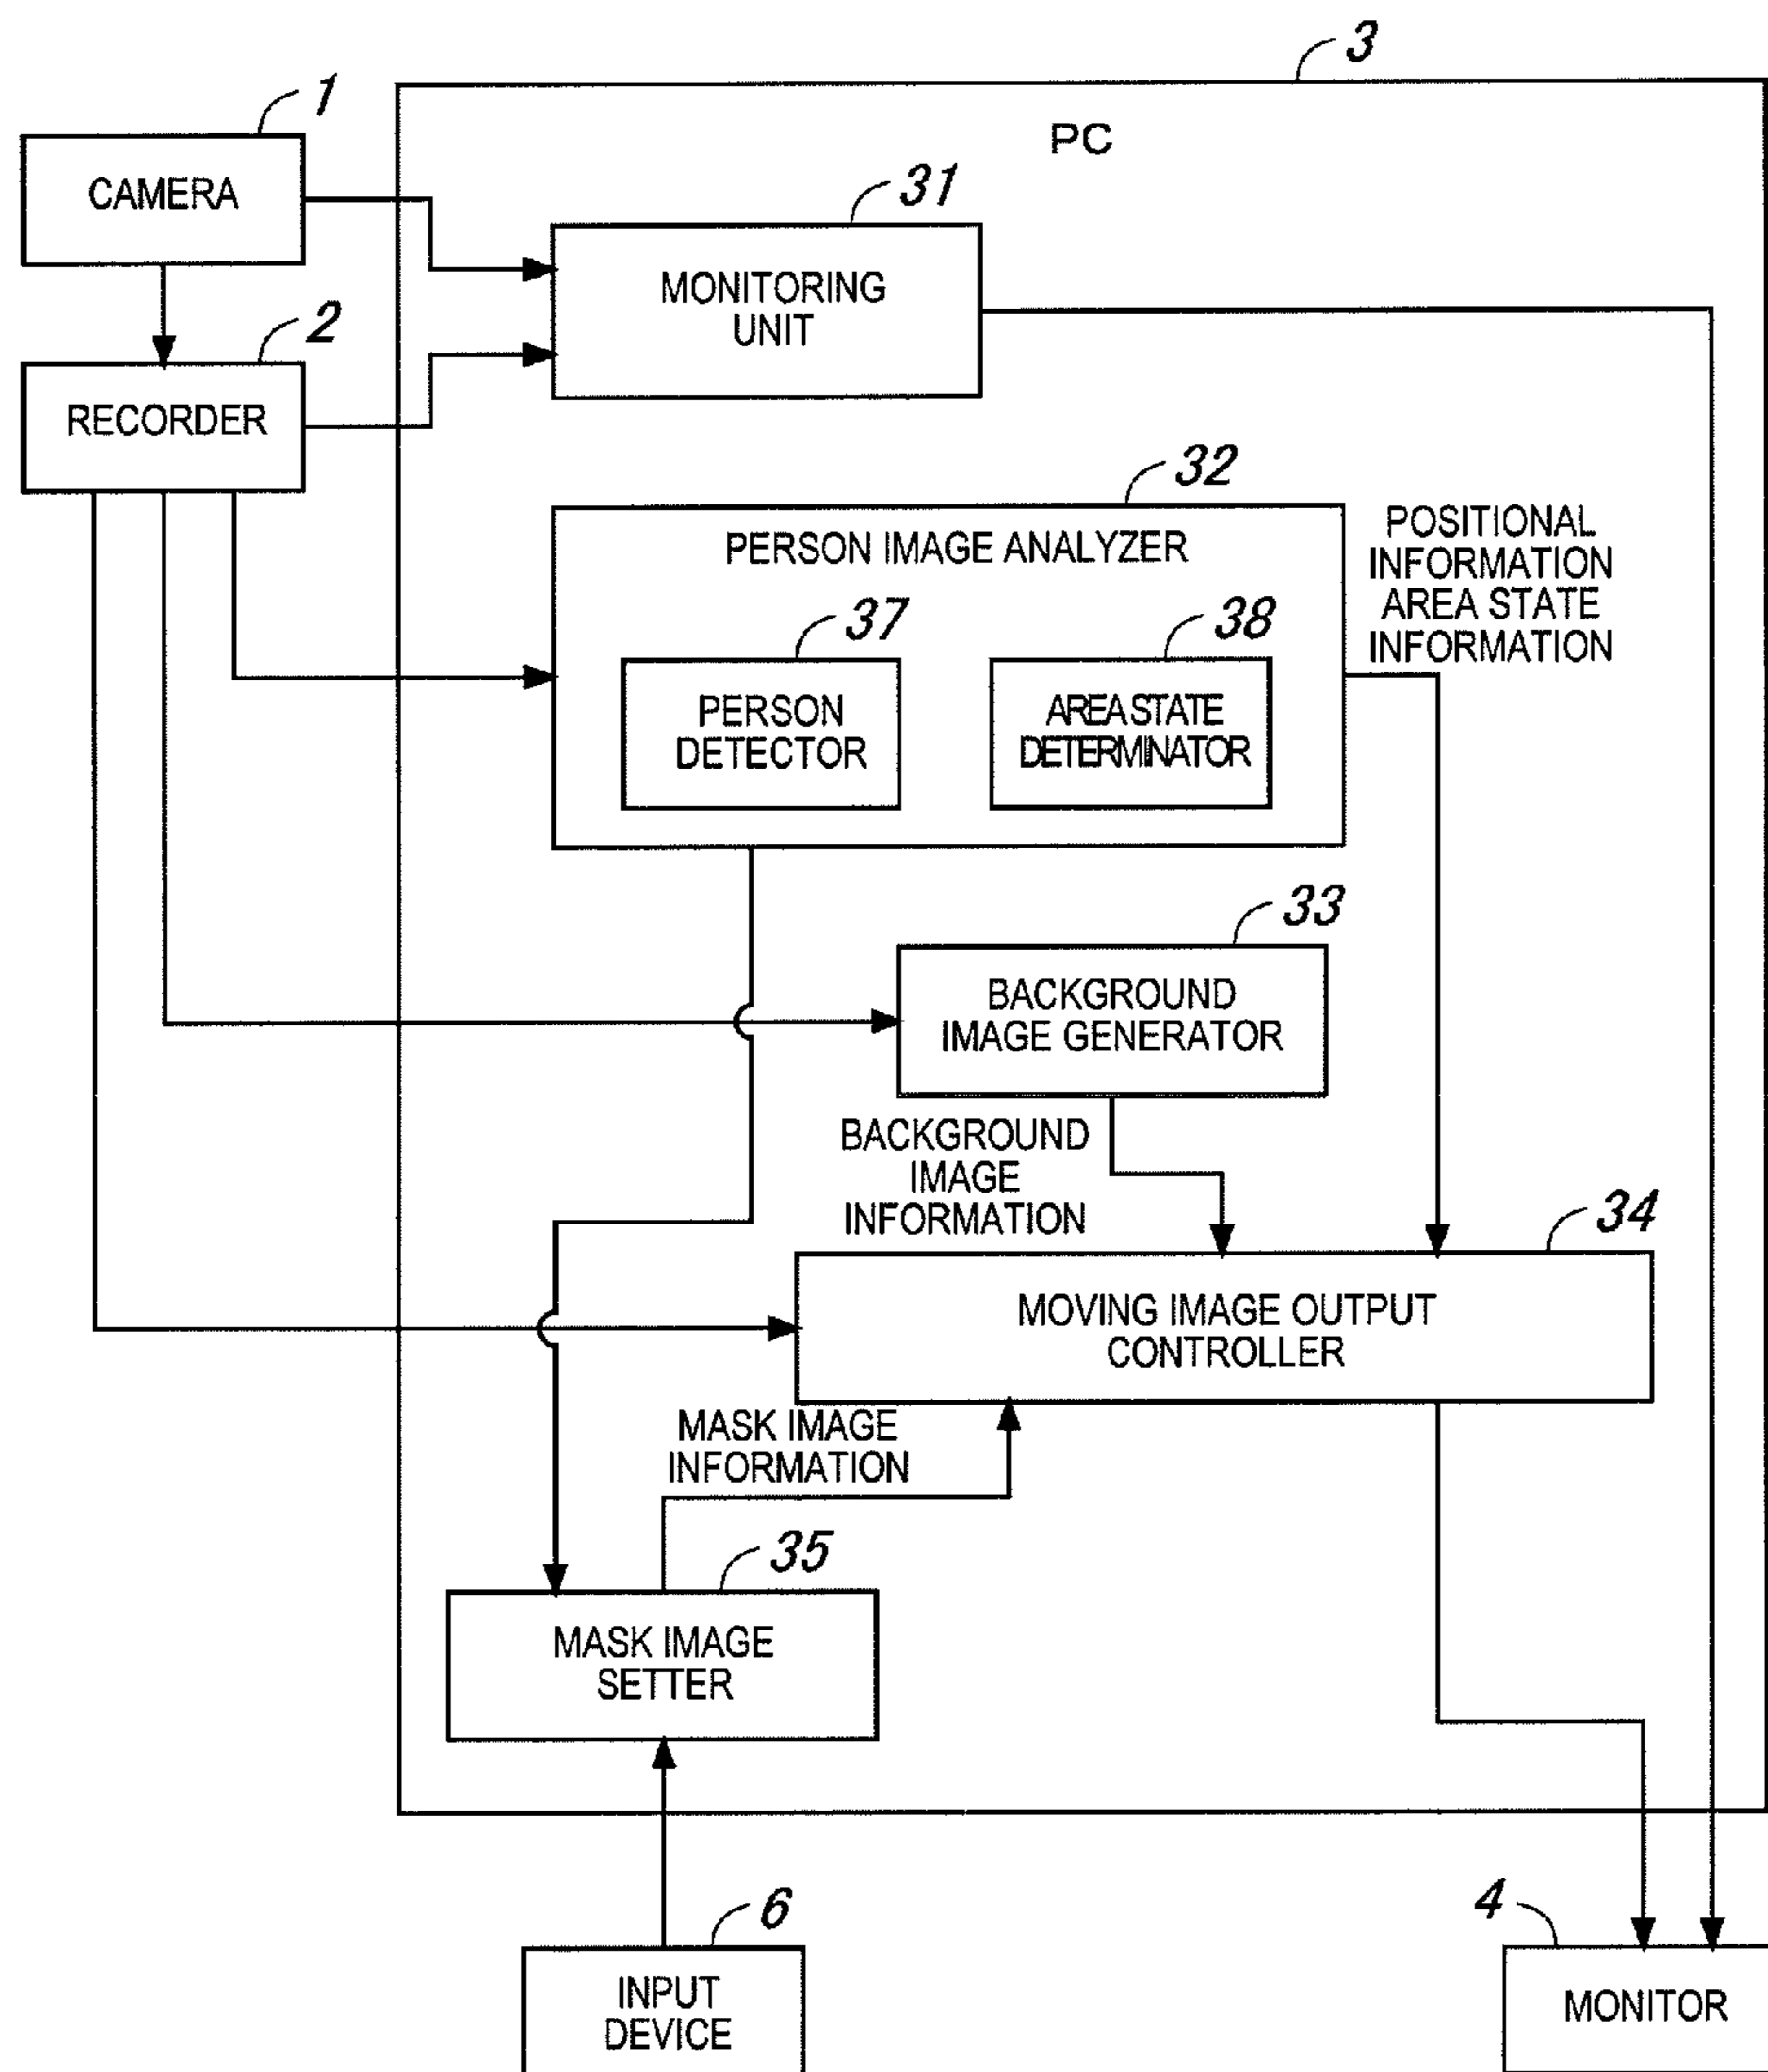 3
PC
1
CAMERA
31
MONITORING
UNIT
2
RECORDER
32
PERSON IMAGE ANALYZER
POSITIONAL
INFORMATION
AREA STATE
INFORMATION
37
PERSON
DETECTOR
38
AREA STATE
DETERMINATOR
33
BACKGROUND
IMAGE GENERATOR
BACKGROUND
IMAGE
INFORMATION
34
MOVING IMAGE OUTPUT
CONTROLLER
MASK IMAGE
INFORMATION
35
MASK IMAGE
SETTER
6
INPUT
DEVICE
4
MONITOR